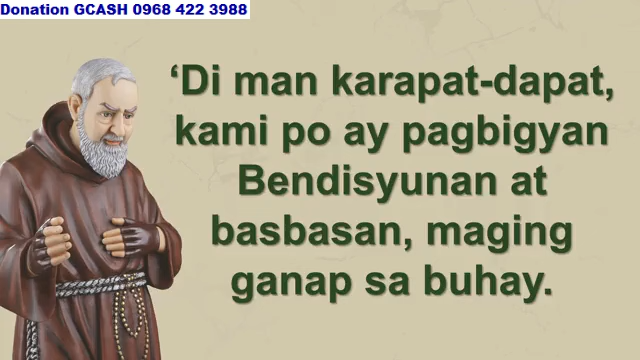 Donation GCASH 0968 422 3988
‘Di man karapat-dapat,
kami po ay pagbigyan
Bendisyunan at
basbasan, maging
ganap sa buhay.